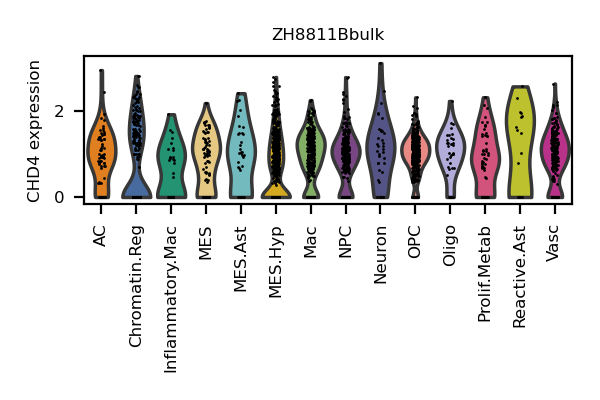 ZH8811Bbulk
CHD4 expression
2
0
AC
Chromatin.Reg
Inflammatory.Mac
MES
MES.Ast
MES.Hyp
Mac
NPC
Neuron
OPC
Oligo
Prolif.Metab
Reactive.Ast
Vasc